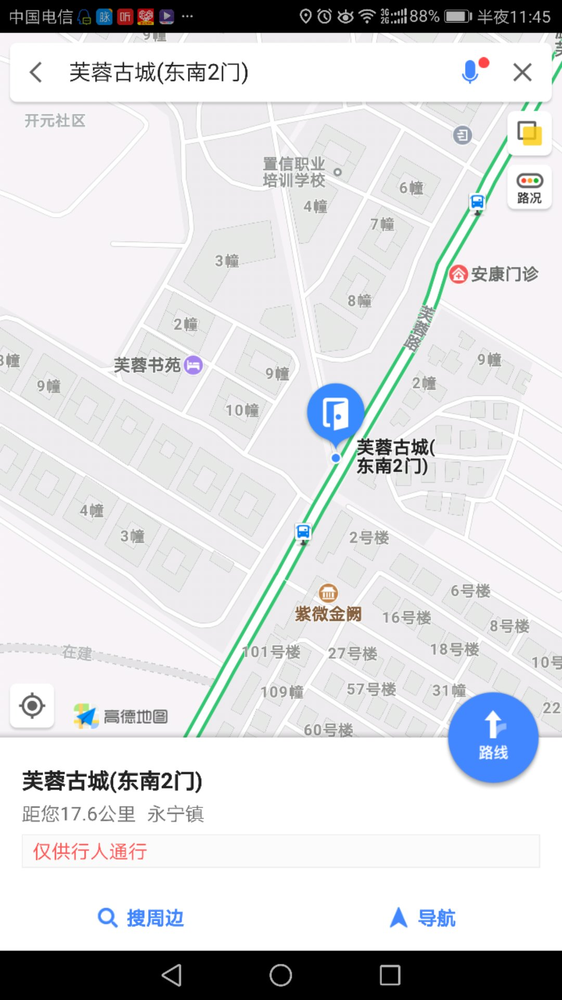 中国电信 脉 听 ··· 3G 2G 88% 半夜11:45
9幢
芙蓉古城(东南2门)
开元社区
置信职业
培训学校
路况
6幢
4幢
7幢
3幢
安康门诊
8幢
芙蓉路
2幢
9幢
3幢
芙蓉书苑
9幢
2幢
9幢
10幢
芙蓉古城(
东南2门)
4幢
3幢
2号楼
6号楼
紫微金阙
16号楼
8号楼
在建
101号楼
27号楼
18号楼
10号
109幢
57号楼
31幢
22
高德地图
60号楼
路线
芙蓉古城(东南2门)
距您17.6公里 永宁镇
仅供行人通行
搜周边 导航